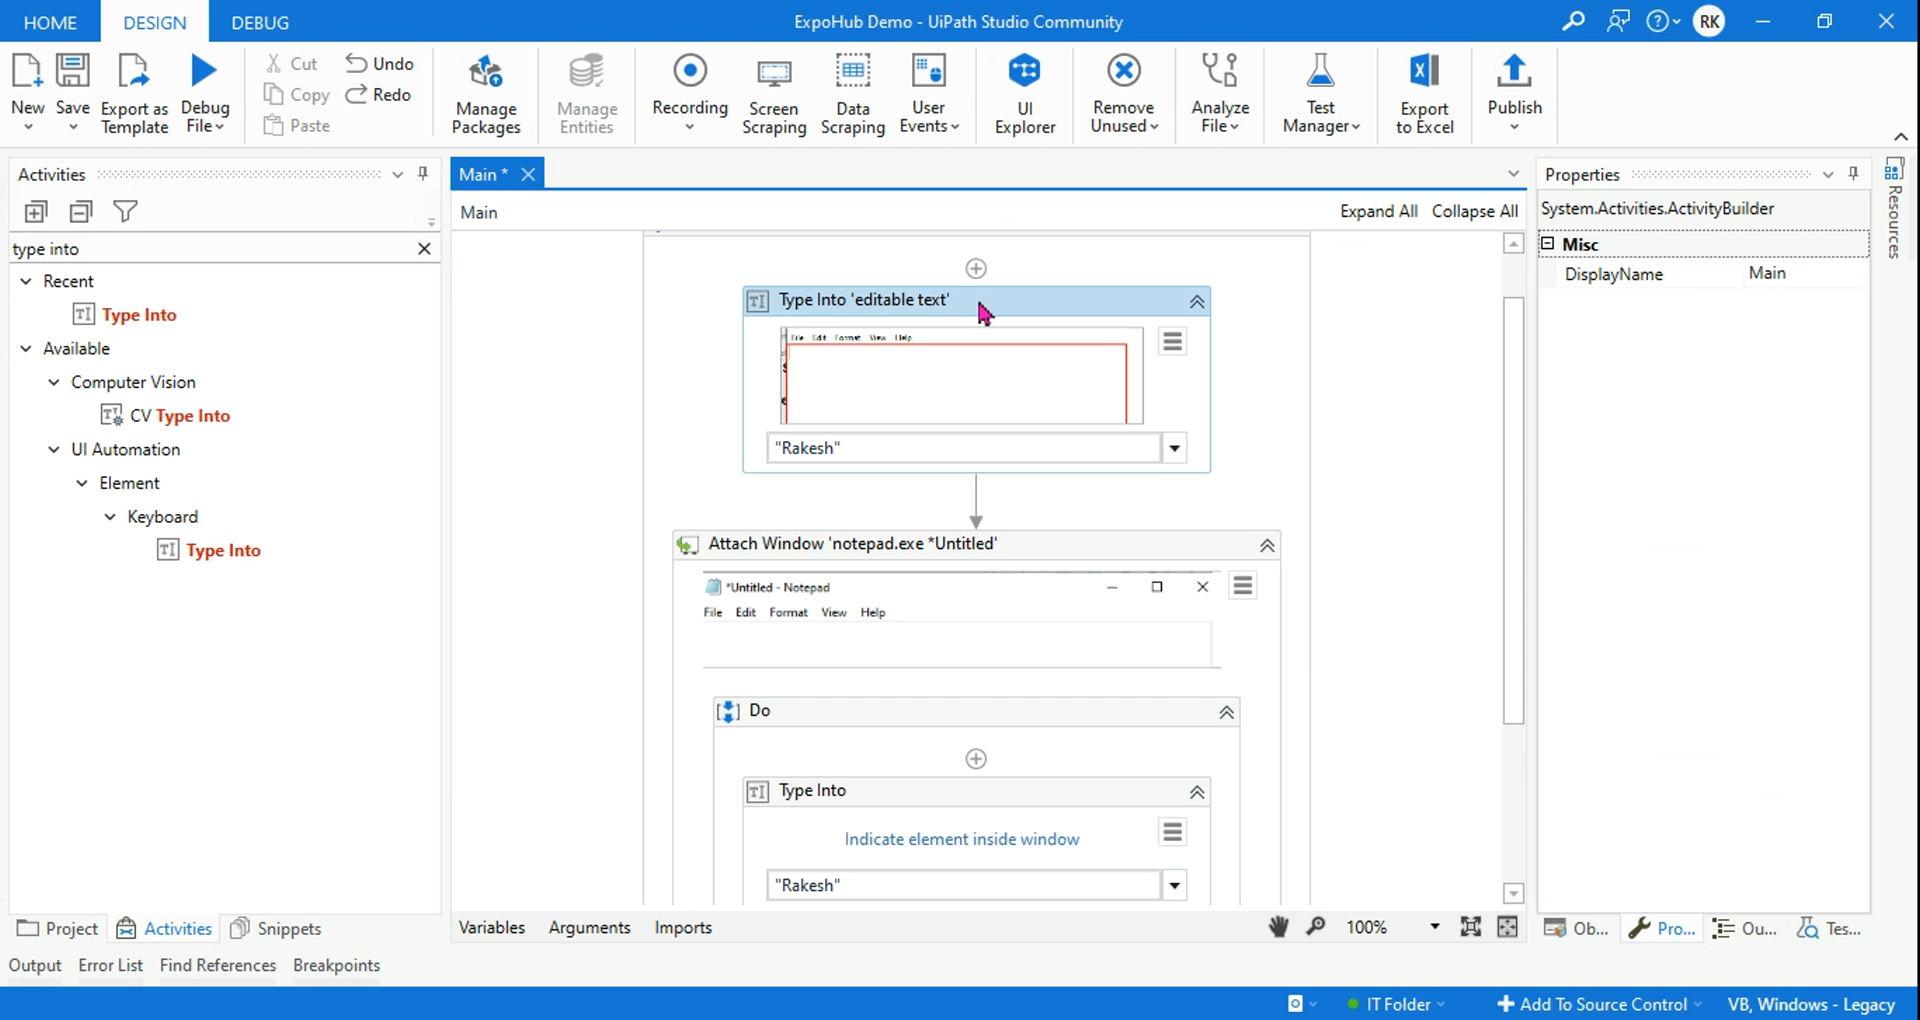 HOME DESIGN DEBUG ExpoHub Demo - UiPath Studio Community RK
New
Save
Export as Template
Debug File
Cut
Copy
Paste
Undo
Redo
Manage Packages
Manage Entities
Recording
Screen Scraping
Data Scraping
User Events
UI Explorer
Remove Unused
Analyze File
Test Manager
Export to Excel
Publish
Activities
type into
Recent
Type Into
Available
Computer Vision
CV Type Into
UI Automation
Element
Keyboard
Type Into
Project Activities Snippets
Main *
Main Expand All Collapse All
Type Into 'editable text'
File Edit Format View Help
"Rakesh"
Attach Window 'notepad.exe *Untitled'
*Untitled - Notepad
File Edit Format View Help
Do
Type Into
Indicate element inside window
"Rakesh"
Variables Arguments Imports 100%
Properties
System.Activities.ActivityBuilder
Misc
DisplayName Main
Ob... Pro... Ou... Tes...
Resources
Output Error List Find References Breakpoints
IT Folder Add To Source Control VB, Windows - Legacy